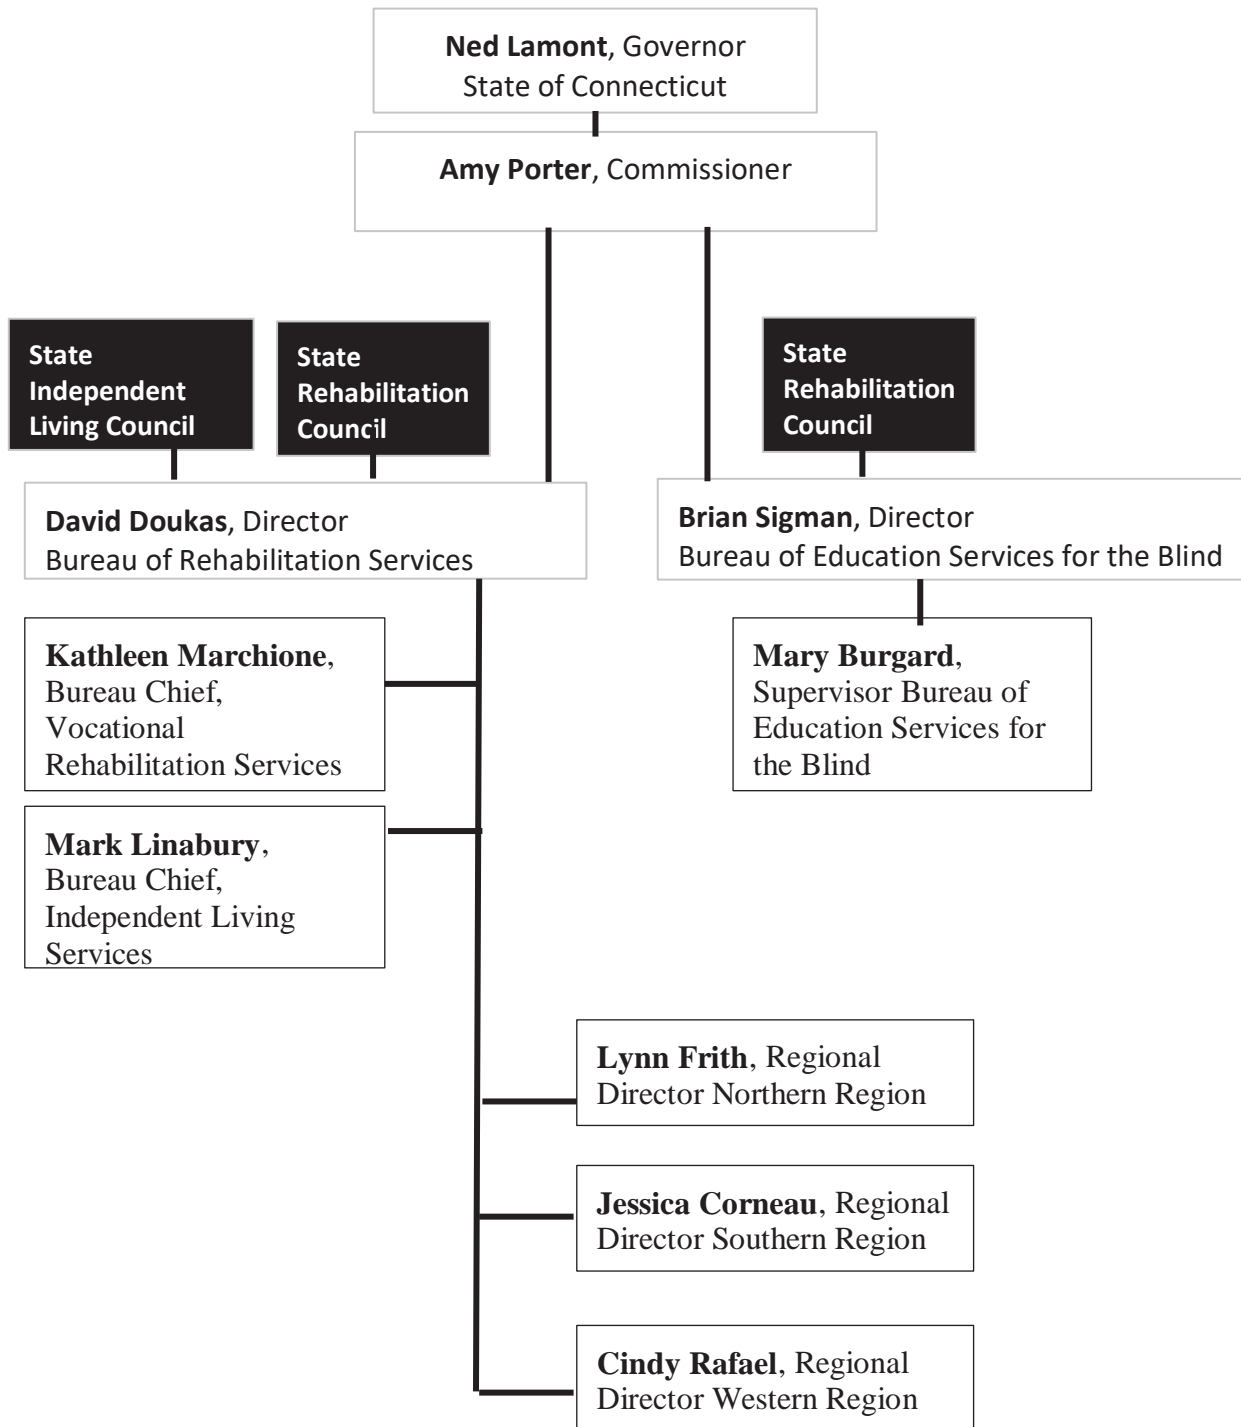 Ned Lamont, Governor
State of Connecticut
Amy Porter, Commissioner
State
Independent
Living Council
State
Rehabilitation
Council
State
Rehabilitation
Council
David Doukas, Director
Bureau of Rehabilitation Services
Brian Sigman, Director
Bureau of Education Services for the Blind
Kathleen Marchione,
Bureau Chief,
Vocational
Rehabilitation Services
Mary Burgard,
Supervisor Bureau of
Education Services for
the Blind
Mark Linabury,
Bureau Chief,
Independent Living
Services
Lynn Frith, Regional
Director Northern Region
Jessica Corneau, Regional
Director Southern Region
Cindy Rafael, Regional
Director Western Region